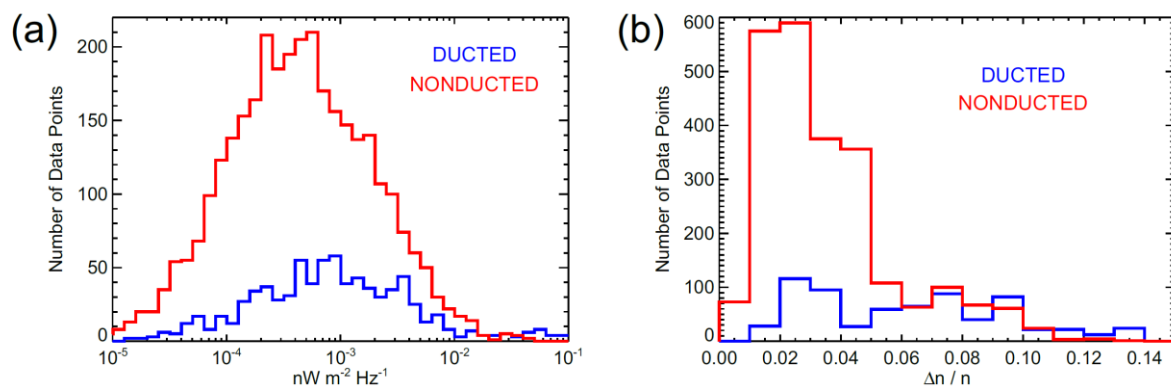 (a)
Number of Data Points
200
150
100
50
0
DUCTED
NONDUCTED
10⁻⁵ 10⁻⁴ 10⁻³ 10⁻² 10⁻¹
nW m⁻² Hz⁻¹
(b)
Number of Data Points
600
500
400
300
200
100
0
DUCTED
NONDUCTED
0.00 0.02 0.04 0.06 0.08 0.10 0.12 0.14
Δn / n